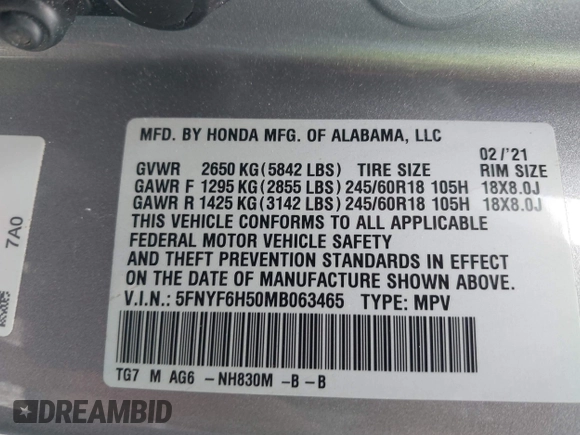 MFD. BY HONDA MFG. OF ALABAMA, LLC
02/'21
GVWR 2650 KG (5842 LBS) TIRE SIZE RIM SIZE
GAWR F 1295 KG (2855 LBS) 245/60R18 105H 18X8.0J
GAWR R 1425 KG (3142 LBS) 245/60R18 105H 18X8.0J
THIS VEHICLE CONFORMS TO ALL APPLICABLE
FEDERAL MOTOR VEHICLE SAFETY
AND THEFT PREVENTION STANDARDS IN EFFECT
ON THE DATE OF MANUFACTURE SHOWN ABOVE.
V.I.N.: 5FNYF6H50MB063465 TYPE: MPV
TG7 M AG6 -NH830M -B-B
7A0
DREAMBID